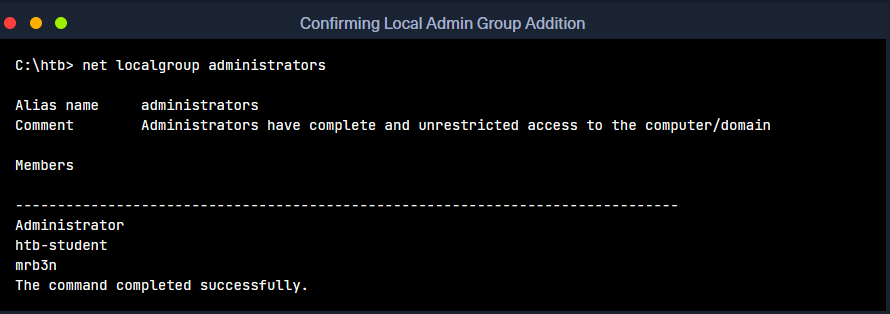 Confirming Local Admin Group Addition
C:\htb> net localgroup administrators
Alias name     administrators
Comment        Administrators have complete and unrestricted access to the computer/domain
Members
-------------------------------------------------------------------------------
Administrator
htb-student
mrb3n
The command completed successfully.